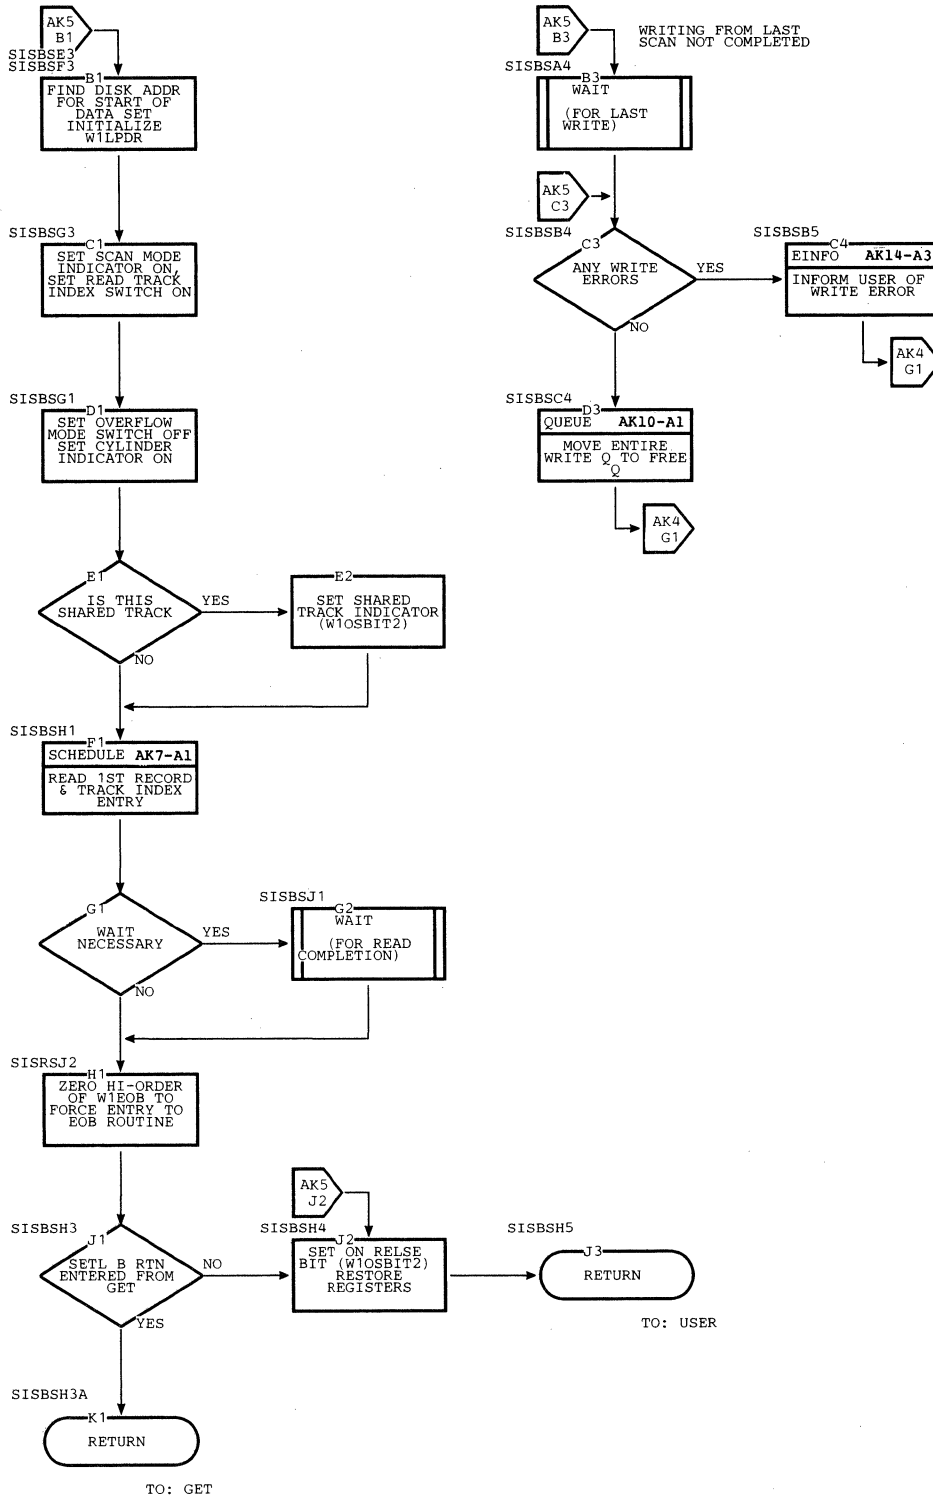 AK5
B1
SISBSE3
SISBSF3
B1
FIND DISK ADDR
FOR START OF
DATA SET
INITIALIZE
W1LPDR
SISBSG3
C1
SET SCAN MODE
INDICATOR ON,
SET READ TRACK
INDEX SWITCH ON
SISBSG1
D1
SET OVERFLOW
MODE SWITCH OFF
SET CYLINDER
INDICATOR ON
E1
IS THIS
SHARED TRACK
YES
NO
E2
SET SHARED
TRACK INDICATOR
(W1OSBIT2)
SISBSH1
F1
SCHEDULE AK7-A1
READ 1ST RECORD
& TRACK INDEX
ENTRY
G1
WAIT
NECESSARY
YES
NO
SISBSJ1
G2
WAIT
(FOR READ
COMPLETION)
SISRSJ2
H1
ZERO HI-ORDER
OF W1EOB TO
FORCE ENTRY TO
EOB ROUTINE
SISBSH3
J1
SETL B RTN
ENTERED FROM
GET
NO
YES
AK5
J2
SISBSH4
J2
SET ON RELSE
BIT (W1OSBIT2)
RESTORE
REGISTERS
SISBSH5
J3
RETURN
TO: USER
SISBSH3A
K1
RETURN
TO: GET
AK5
B3
WRITING FROM LAST
SCAN NOT COMPLETED
SISBSA4
B3
WAIT
(FOR LAST
WRITE)
AK5
C3
SISBSB4
C3
ANY WRITE
ERRORS
YES
NO
SISBSB5
C4
EINFO AK14-A3
INFORM USER OF
WRITE ERROR
AK4
G1
SISBSC4
D3
QUEUE AK10-A1
MOVE ENTIRE
WRITE Q TO FREE
Q
AK4
G1